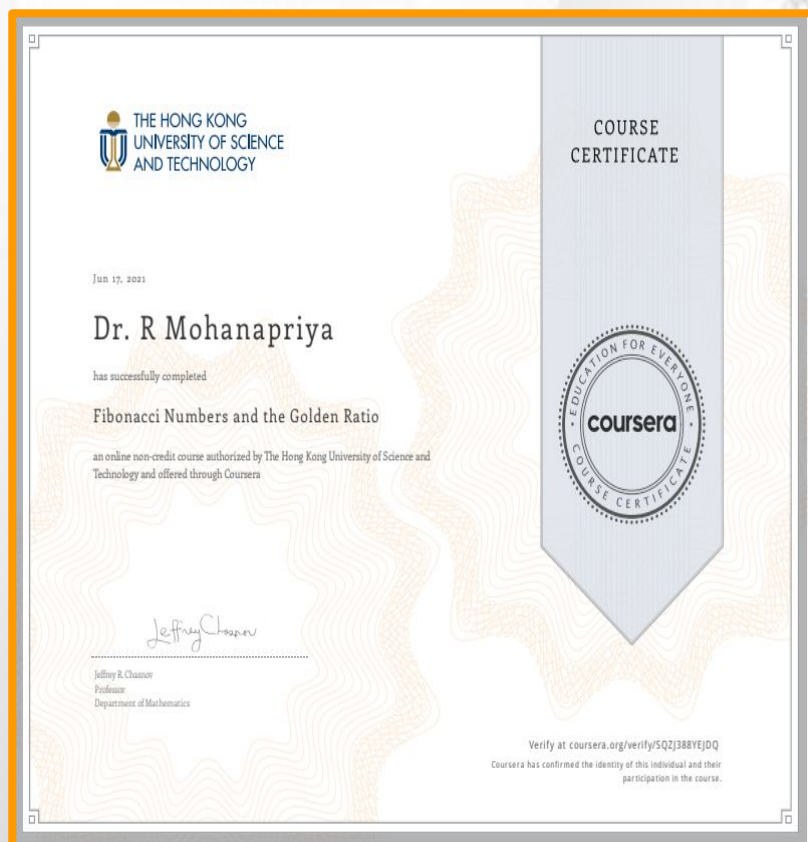 THE HONG KONG
UNIVERSITY OF SCIENCE
AND TECHNOLOGY
COURSE
CERTIFICATE
Jun 17, 2021
Dr. R Mohanapriya
has successfully completed
Fibonacci Numbers and the Golden Ratio
an online non-credit course authorized by The Hong Kong University of Science and
Technology and offered through Coursera
EDUCATION FOR EVERYONE
coursera
COURSE CERTIFICATE
Jeffrey Chasnov
Jeffrey R. Chasnov
Professor
Department of Mathematics
Verify at coursera.org/verify/SQZJ388YEJDQ
Coursera has confirmed the identity of this individual and their
participation in the course.